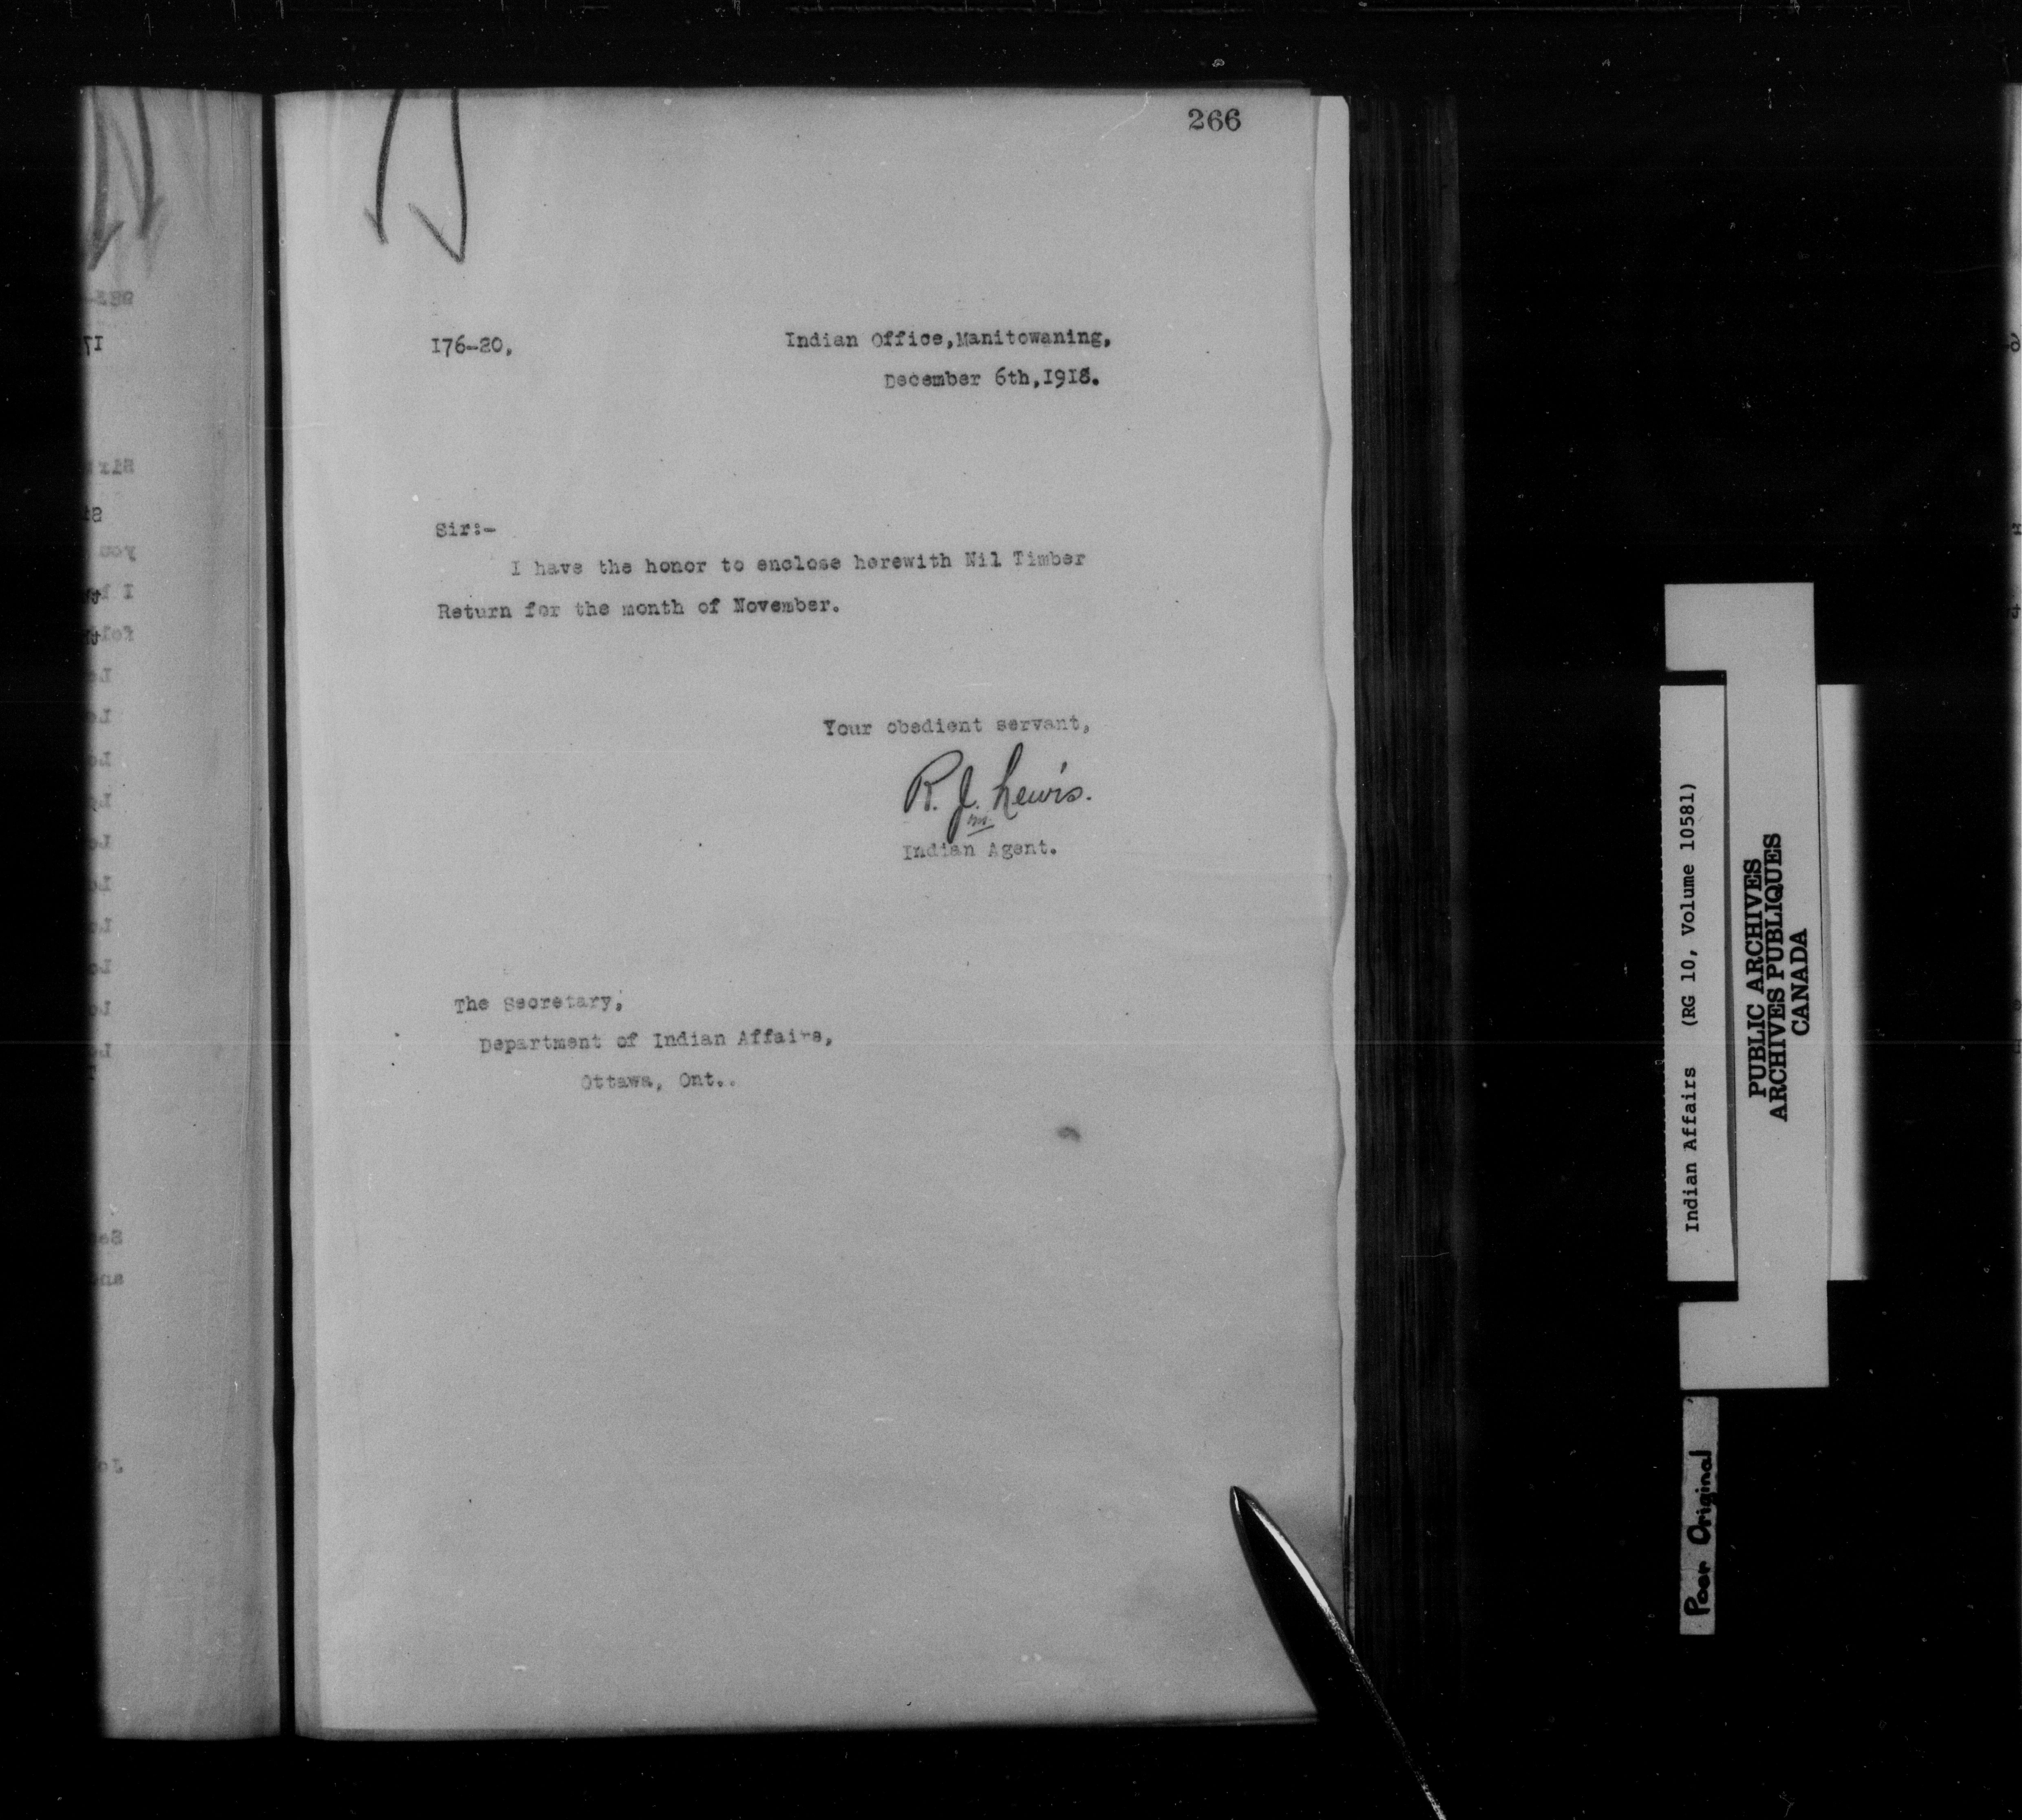 266
I76-20,
Indian Office,Manitowaning,
December 6th,I918.
Sir:-
I have the honor to enclose herewith Nil Timber
Return for the month of November.
Your obedient servant,
R. J. Lewis.
Indian Agent.
The Secretary,
Department of Indian Affairs,
Ottawa, Ont..
Indian Affairs (RG 10, Volume 10581)
PUBLIC ARCHIVES
ARCHIVES PUBLIQUES
CANADA
Poor Original